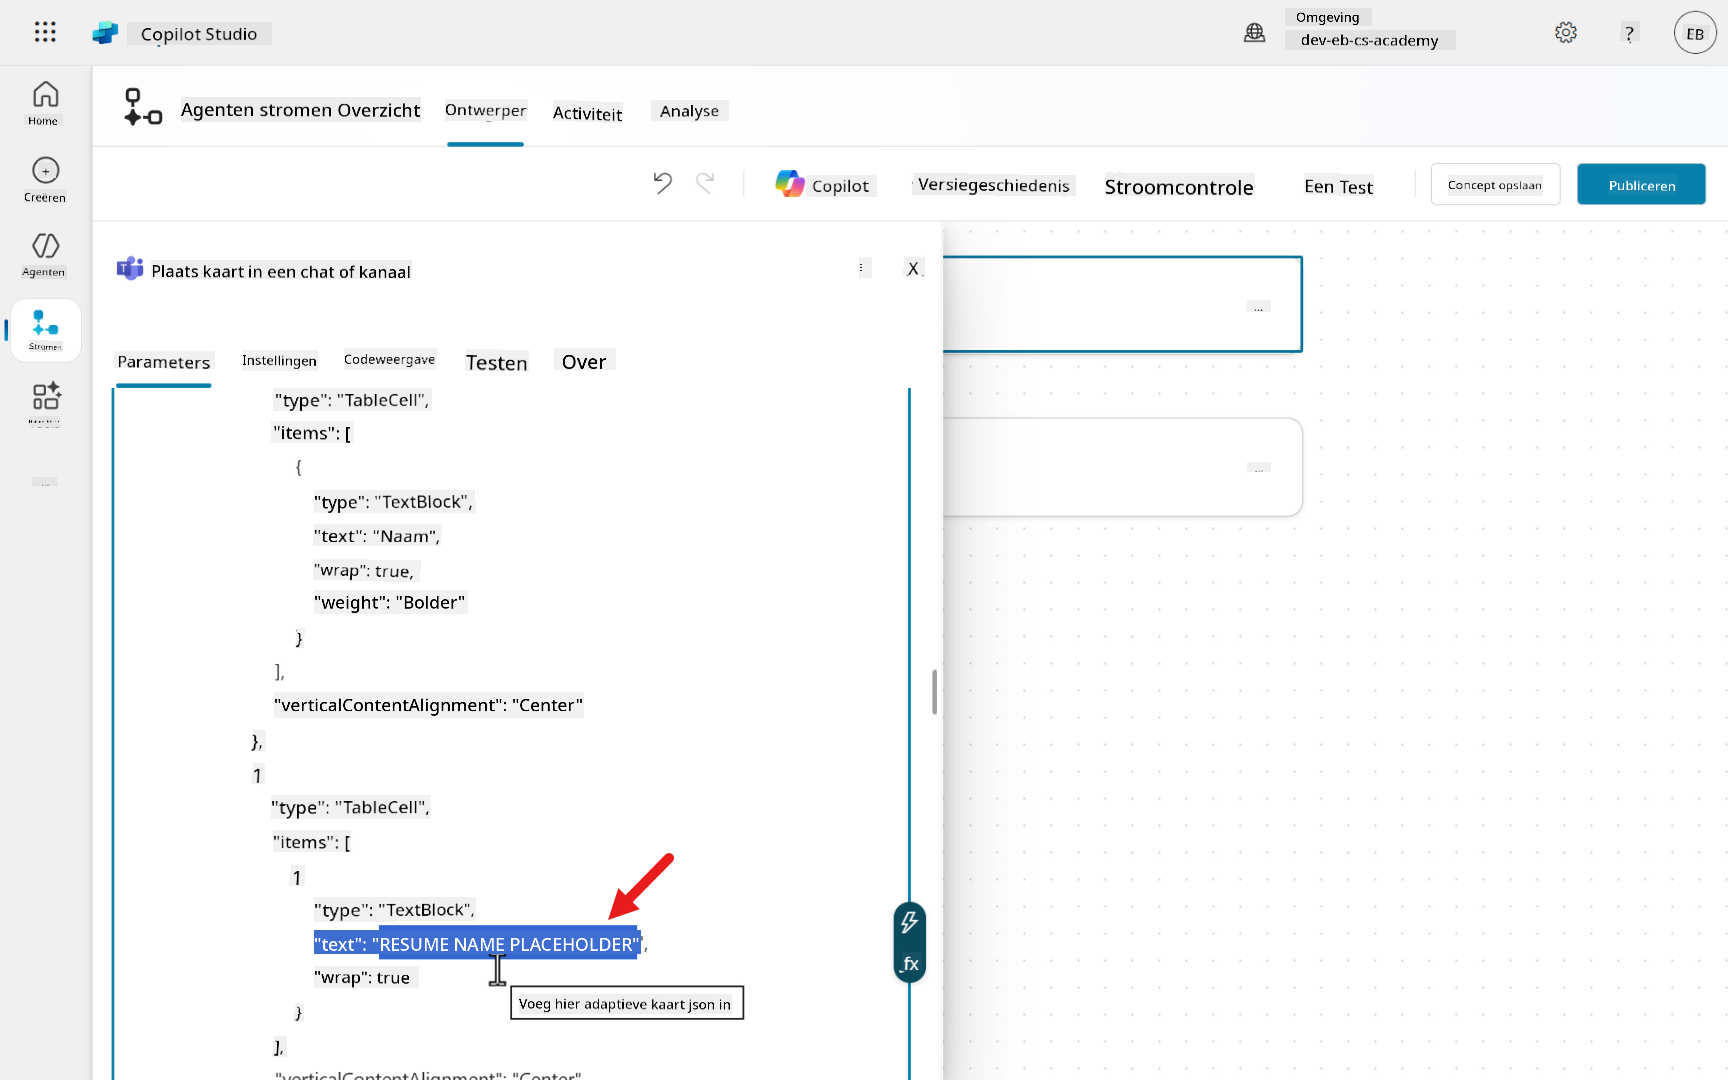 Copilot Studio
Omgeving
dev-eb-cs-academy
?
EB
Home
Creëren
Agenten
Stromen
...
Agenten stromen Overzicht
Ontwerper
Activiteit
Analyse
Copilot
Versiegeschiedenis
Stroomcontrole
Een Test
Concept opslaan
Publiceren
Plaats kaart in een chat of kanaal
X
...
...
Parameters
Instellingen
Codeweergave
Testen
Over
"type": "TableCell",
"items": [
{
"type": "TextBlock",
"text": "Naam",
"wrap": true,
"weight": "Bolder"
}
],
"verticalContentAlignment": "Center"
},
1
"type": "TableCell",
"items": [
1
"type": "TextBlock",
"text": "RESUME NAME PLACEHOLDER",
"wrap": true
}
],
"verticalContentAlignment": "Center"
Voeg hier adaptieve kaart json in
fx